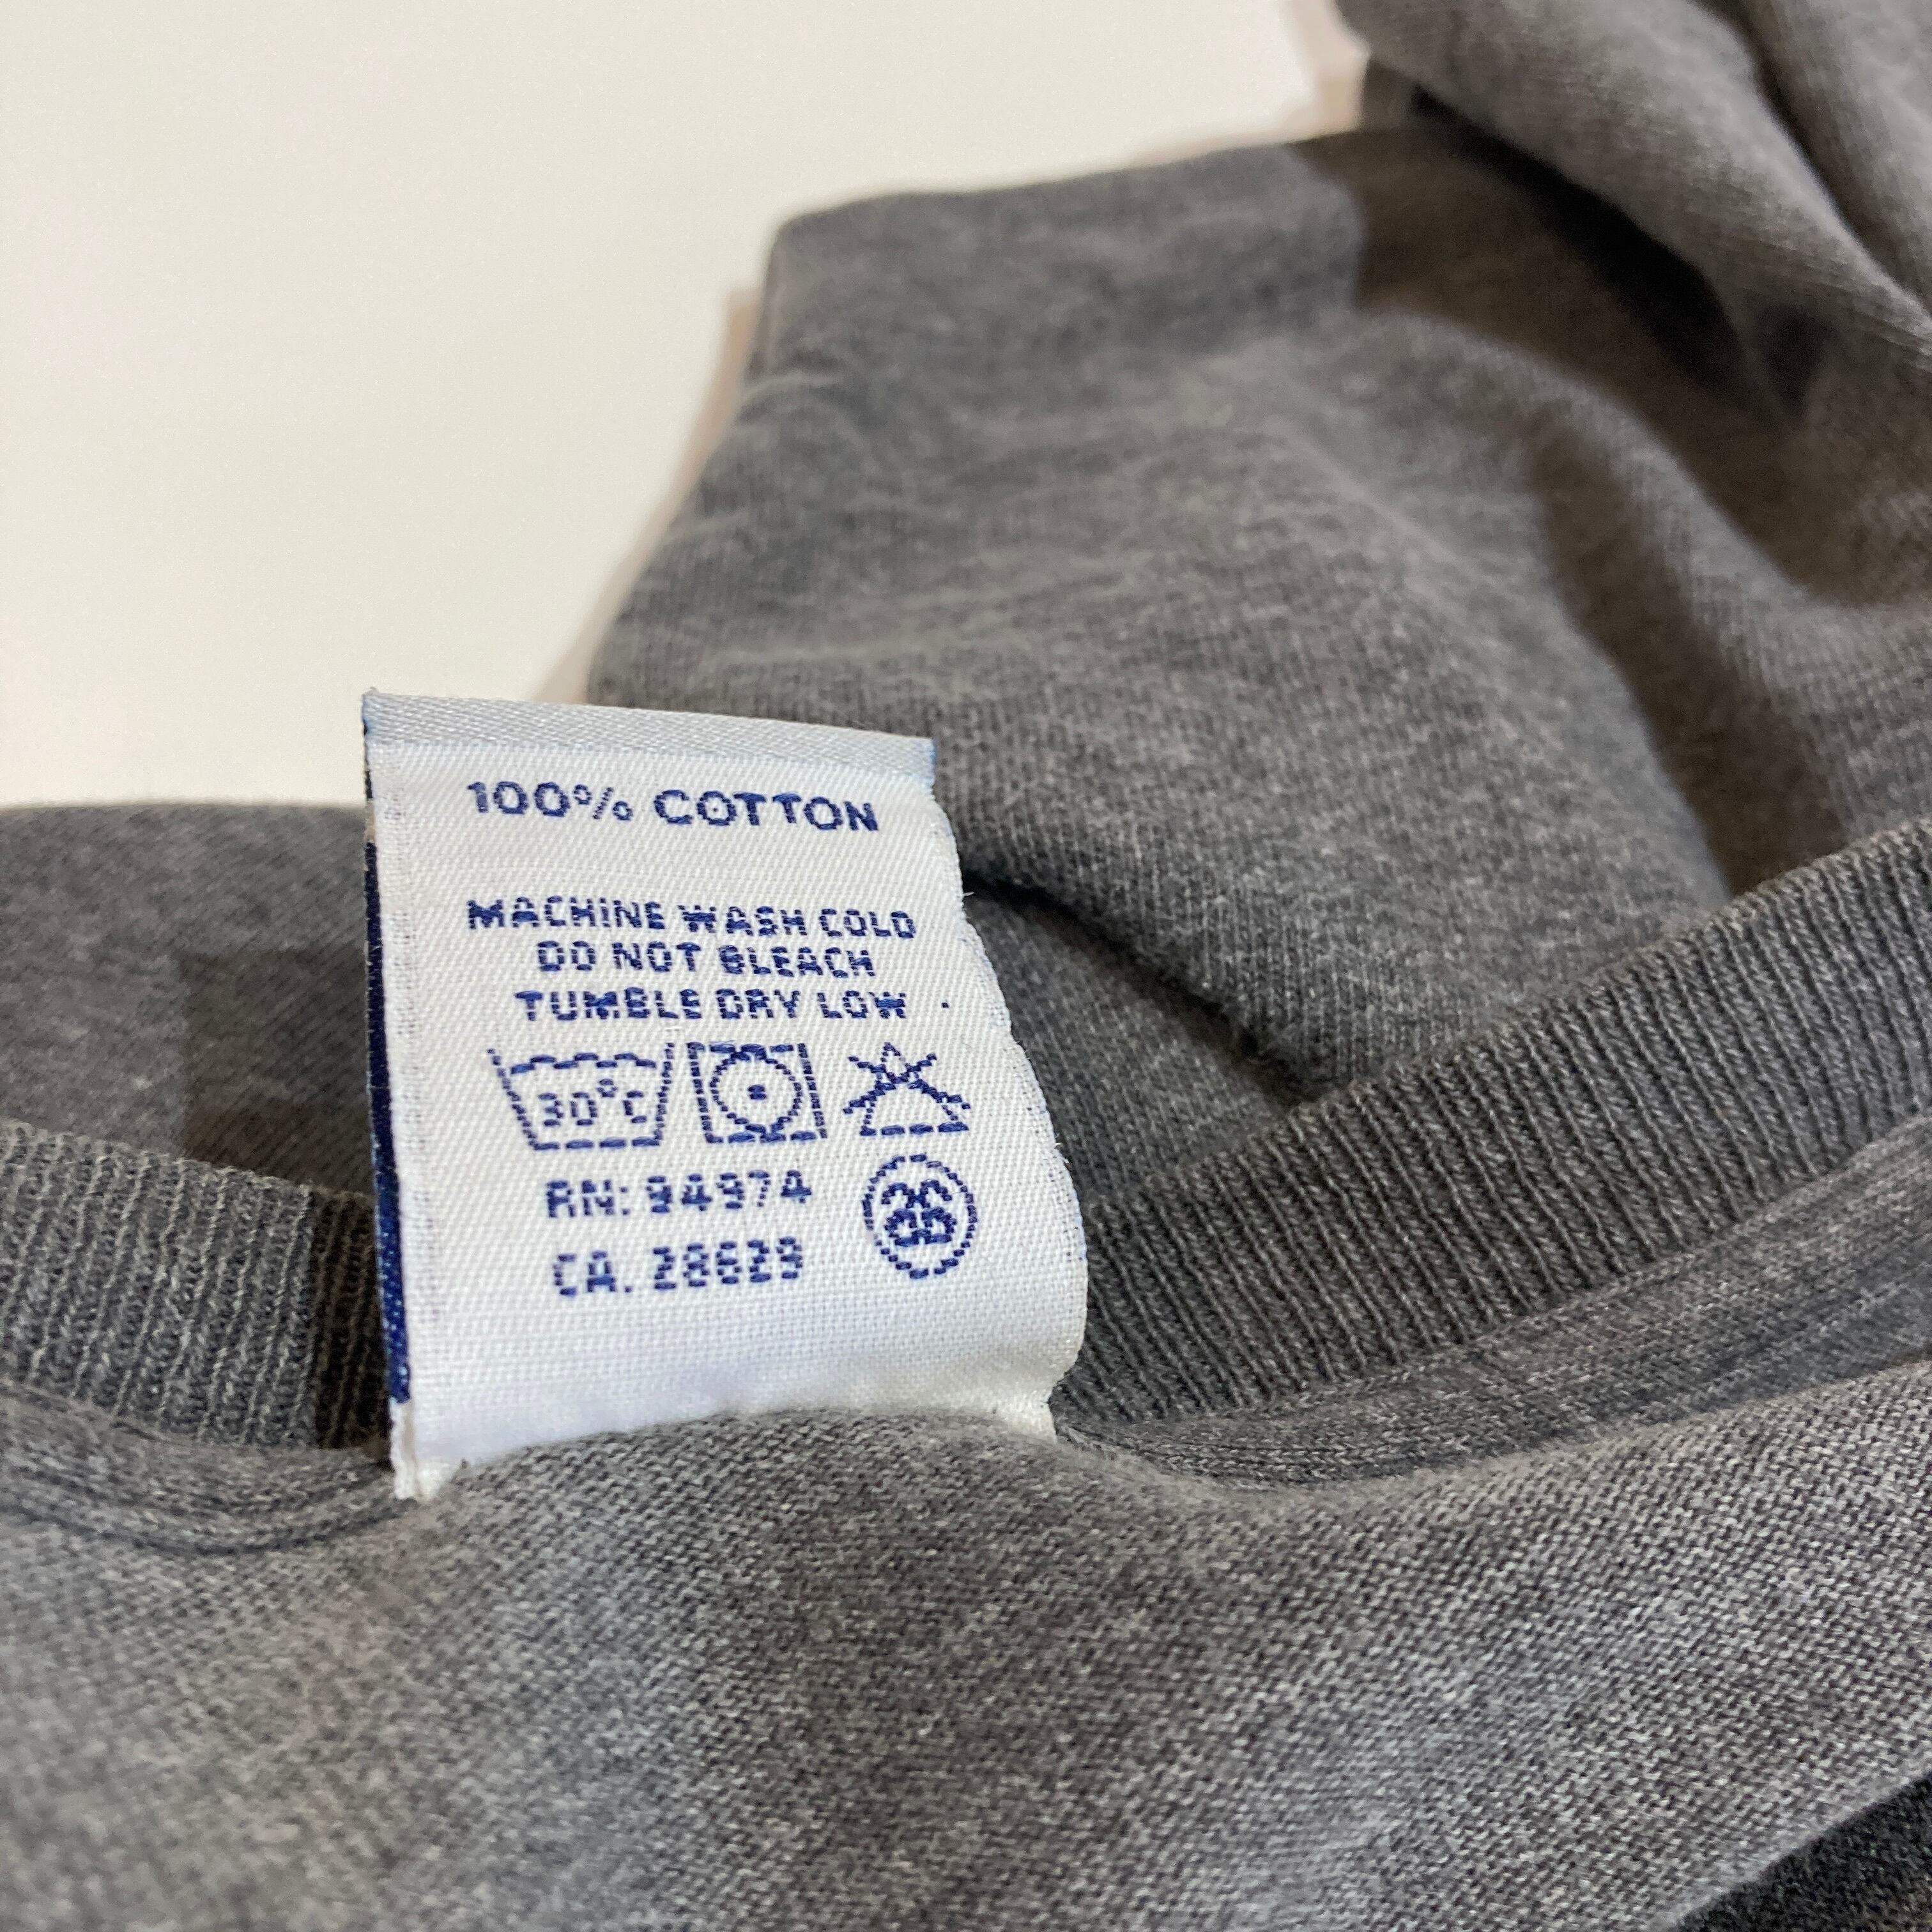 100% COTTON
MACHINE WASH COLD
DO NOT BLEACH
TUMBLE DRY LOW
30°C
RN: 94974
CA. 28629